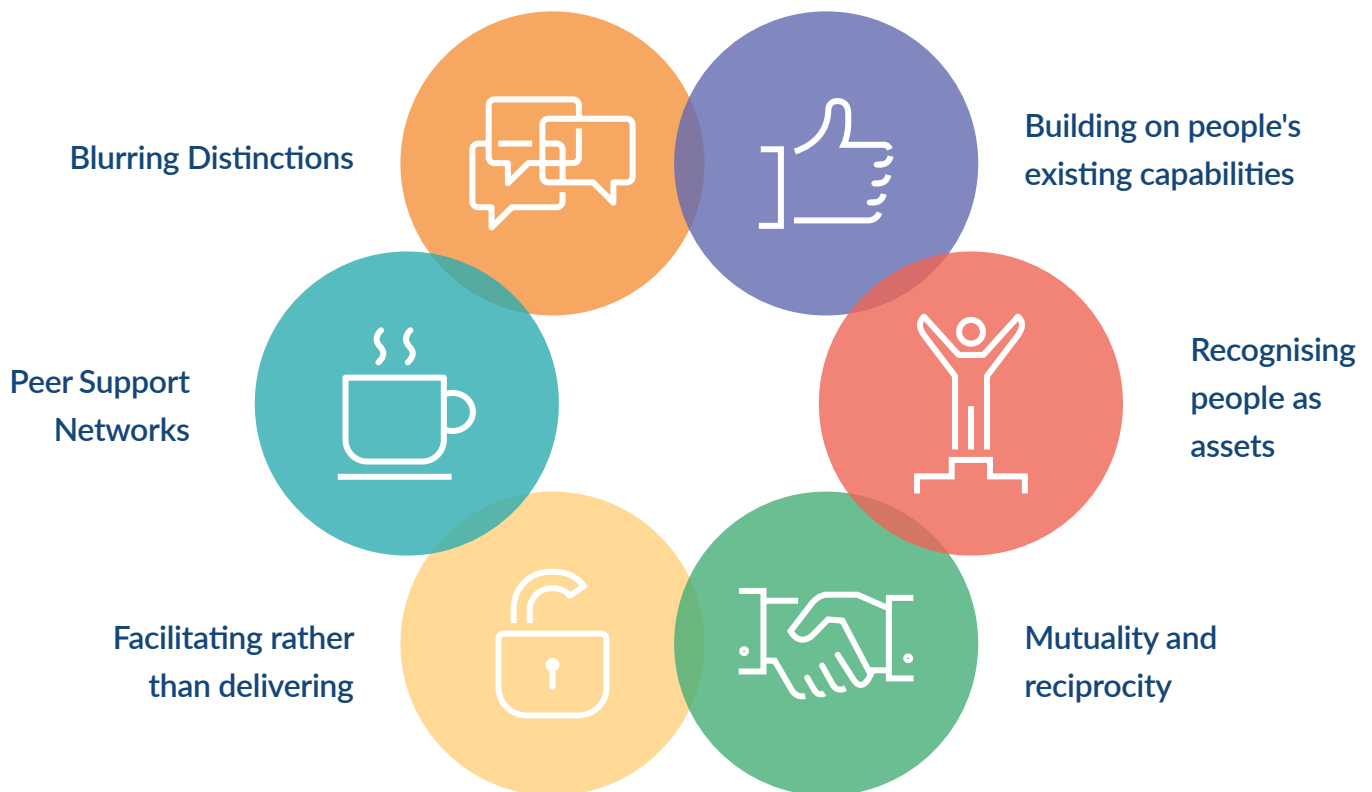 Blurring Distinctions
Building on people's
existing capabilities
Peer Support
Networks
Recognising
people as
assets
Facilitating rather
than delivering
Mutuality and
reciprocity